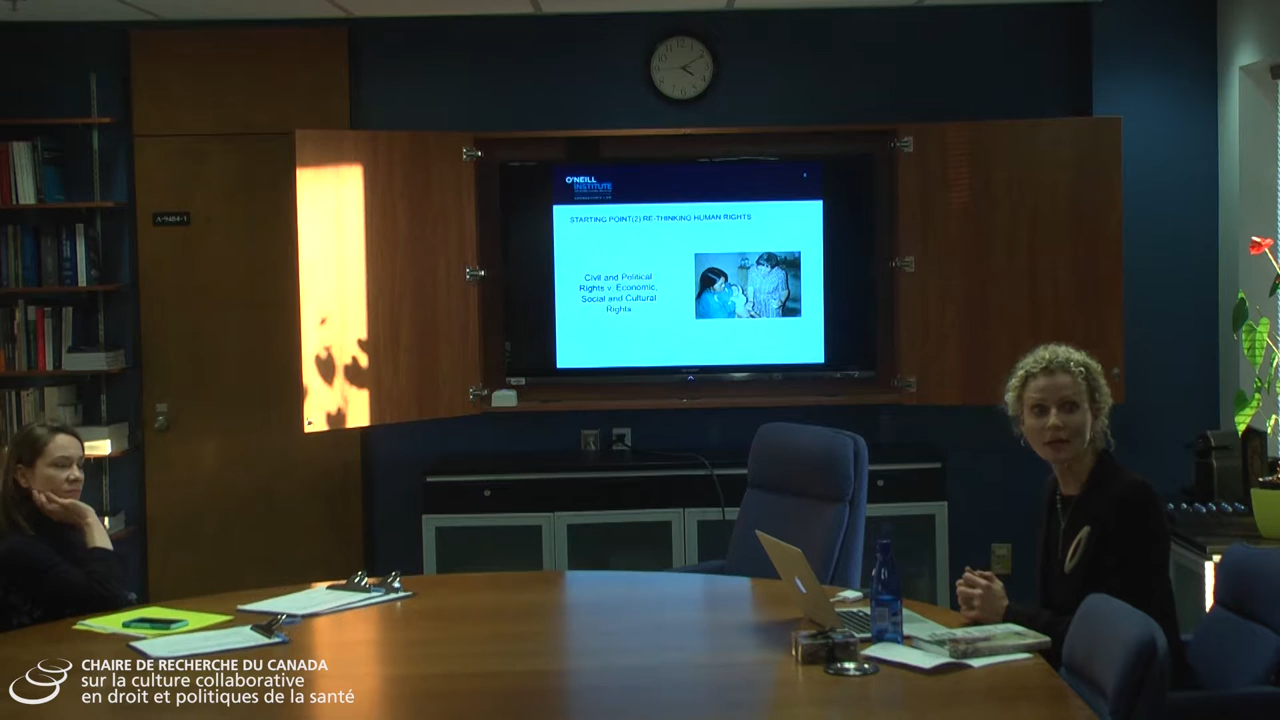 O'NEILL
INSTITUTE
STARTING POINT(2) RE-THINKING HUMAN RIGHTS
Civil and Political
Rights v. Economic,
Social and Cultural
Rights
A-9464-1
CHAIRE DE RECHERCHE DU CANADA
sur la culture collaborative
en droit et politiques de la santé